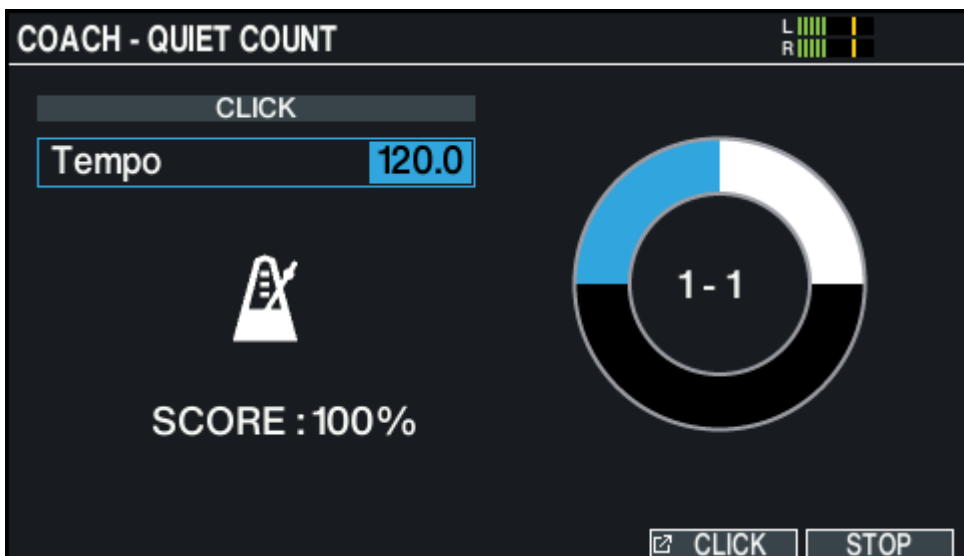 COACH - QUIET COUNT
L
R
CLICK
Tempo 120.0
1 - 1
SCORE : 100%
CLICK STOP